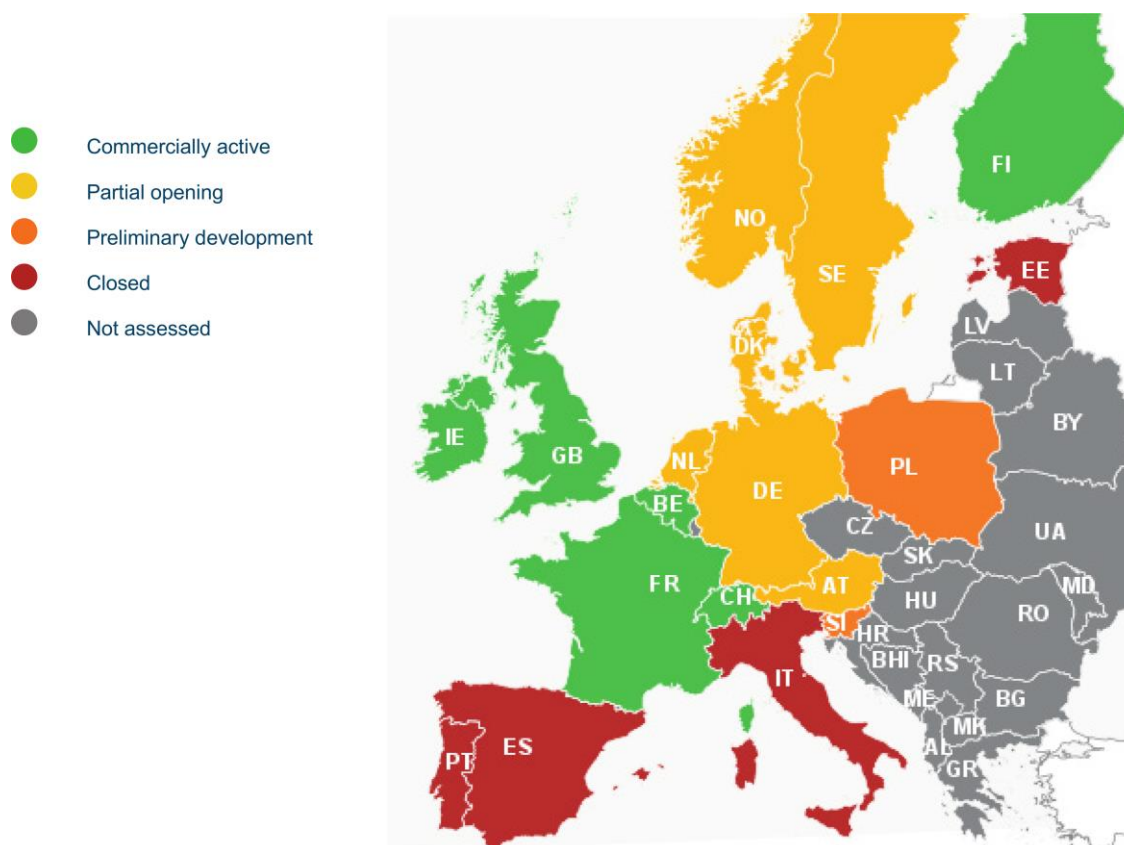 Commercially active
Partial opening
Preliminary development
Closed
Not assessed
FI
NO
SE
EE
LV
DK
LT
BY
IE
GB
NL
DE
PL
BE
CZ
UA
SK
FR
CH
AT
HU
MD
SI
RO
HR
BHI
RS
IT
ME
BG
MK
ES
PT
AL
GR